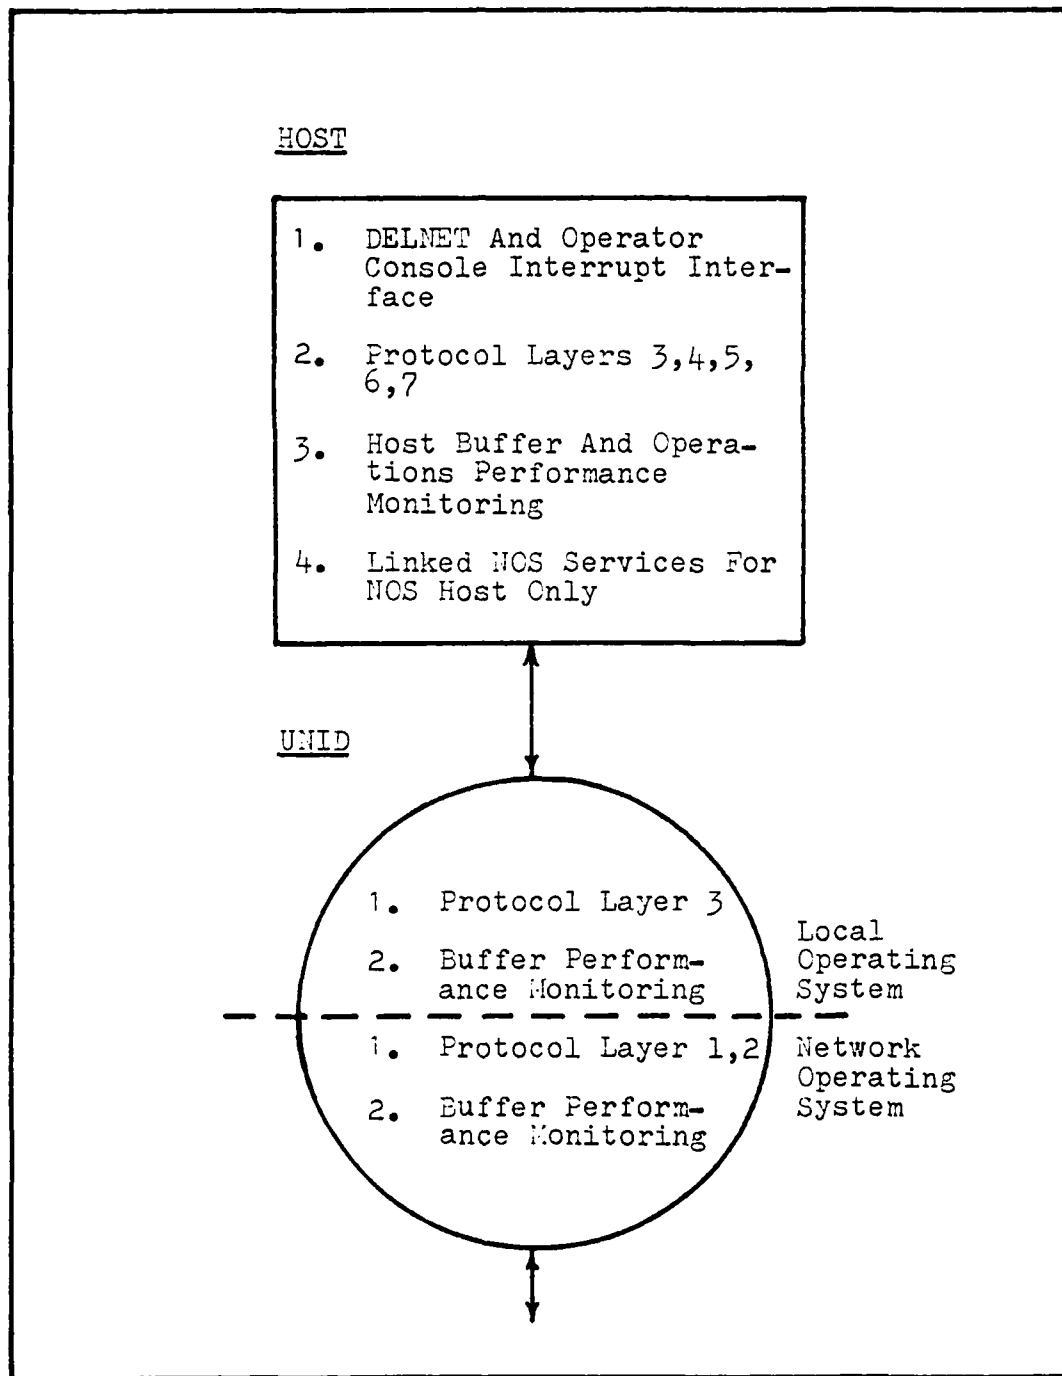 HOST
1. DELNET And Operator
Console Interrupt Inter-
face
2. Protocol Layers 3,4,5,
6,7
3. Host Buffer And Opera-
tions Performance
Monitoring
4. Linked NOS Services For
NOS Host Only
UNID
1. Protocol Layer 3
2. Buffer Perform-
ance Monitoring
Local
Operating
System
1. Protocol Layer 1,2
2. Buffer Perform-
ance Monitoring
Network
Operating
System